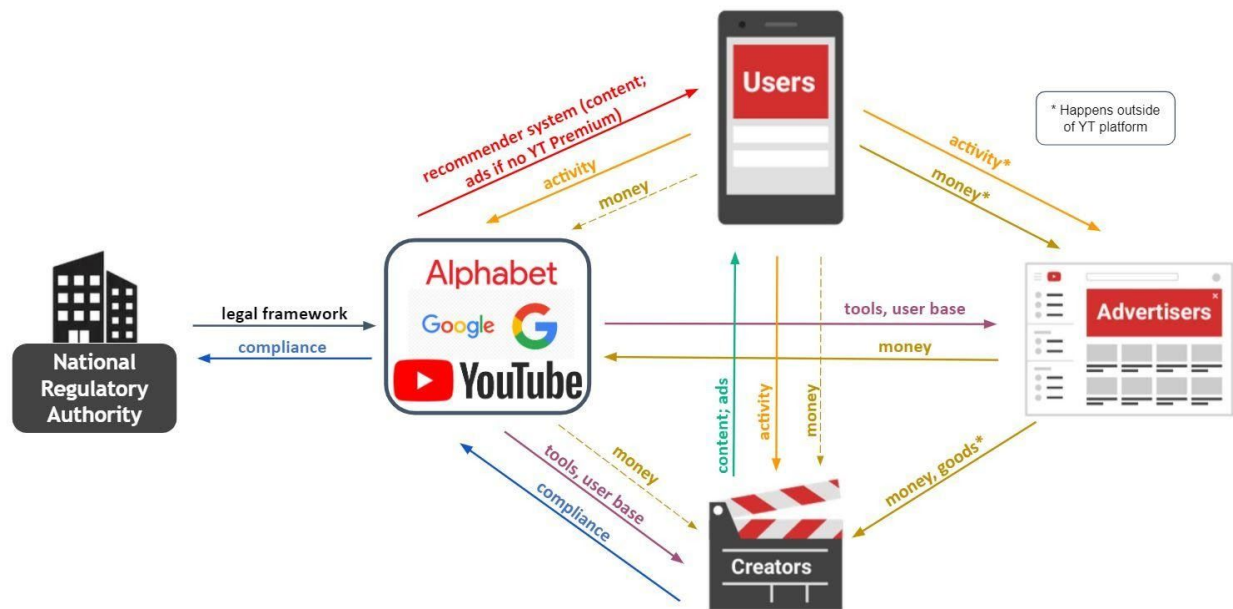 Users
* Happens outside
of YT platform
recommender system (content;
ads if no YT Premium)
activity
money
activity*
money*
Alphabet
Google
G
YouTube
National
Regulatory
Authority
legal framework
compliance
tools, user base
money
Advertisers
content; ads
activity
money
money
tools, user base
compliance
money, goods*
Creators